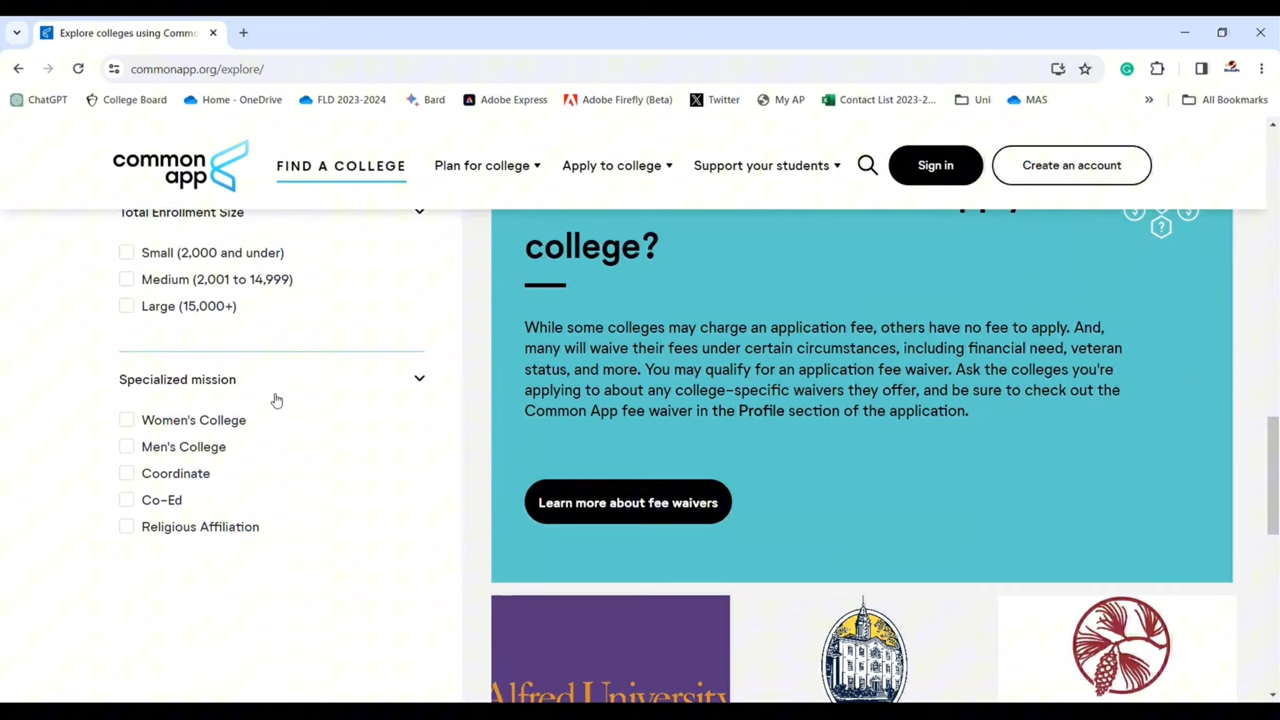 Explore colleges using Commo
commonapp.org/explore/
ChatGPT
College Board
Home - OneDrive
FLD 2023-2024
Bard
Adobe Express
Adobe Firefly (Beta)
Twitter
My AP
Contact List 2023-2...
Uni
MAS
»
All Bookmarks
common app
FIND A COLLEGE
Plan for college
Apply to college
Support your students
Sign in
Create an account
Total Enrollment Size
Small (2,000 and under)
Medium (2,001 to 14,999)
Large (15,000+)
Specialized mission
Women's College
Men's College
Coordinate
Co-Ed
Religious Affiliation
college?
While some colleges may charge an application fee, others have no fee to apply. And,
many will waive their fees under certain circumstances, including financial need, veteran
status, and more. You may qualify for an application fee waiver. Ask the colleges you're
applying to about any college-specific waivers they offer, and be sure to check out the
Common App fee waiver in the Profile section of the application.
Learn more about fee waivers
Alfred University